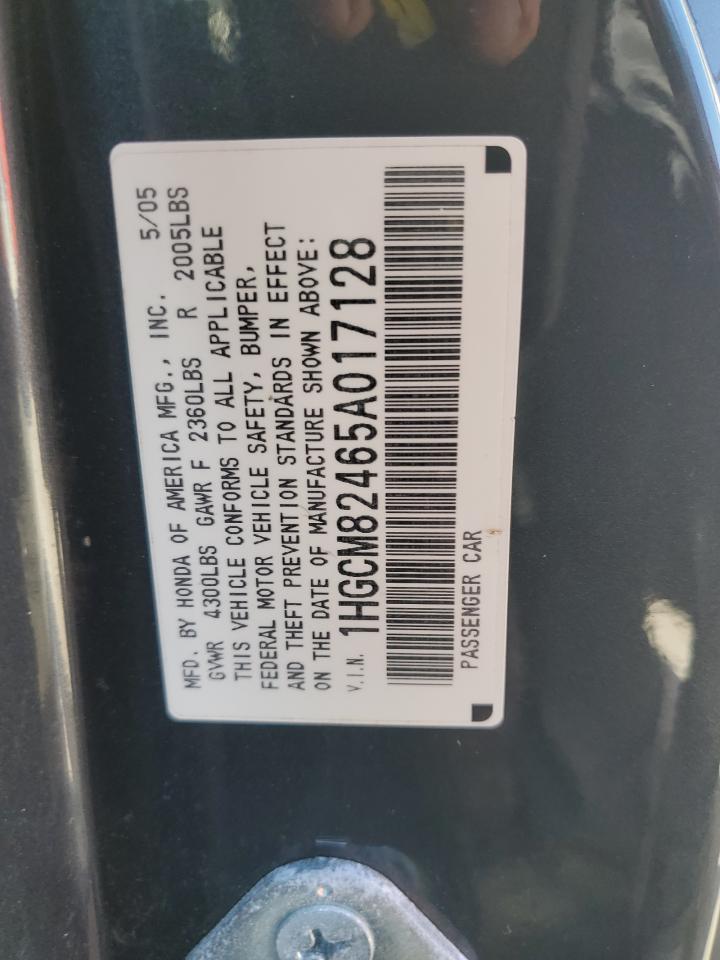 MFD. BY HONDA OF AMERICA MFG., INC. 5/05
GVWR 4300LBS GAWR F 2360LBS R 2005LBS
THIS VEHICLE CONFORMS TO ALL APPLICABLE
FEDERAL MOTOR VEHICLE SAFETY, BUMPER,
AND THEFT PREVENTION STANDARDS IN EFFECT
ON THE DATE OF MANUFACTURE SHOWN ABOVE:
V.I.N. 1HGCM82465A017128
PASSENGER CAR